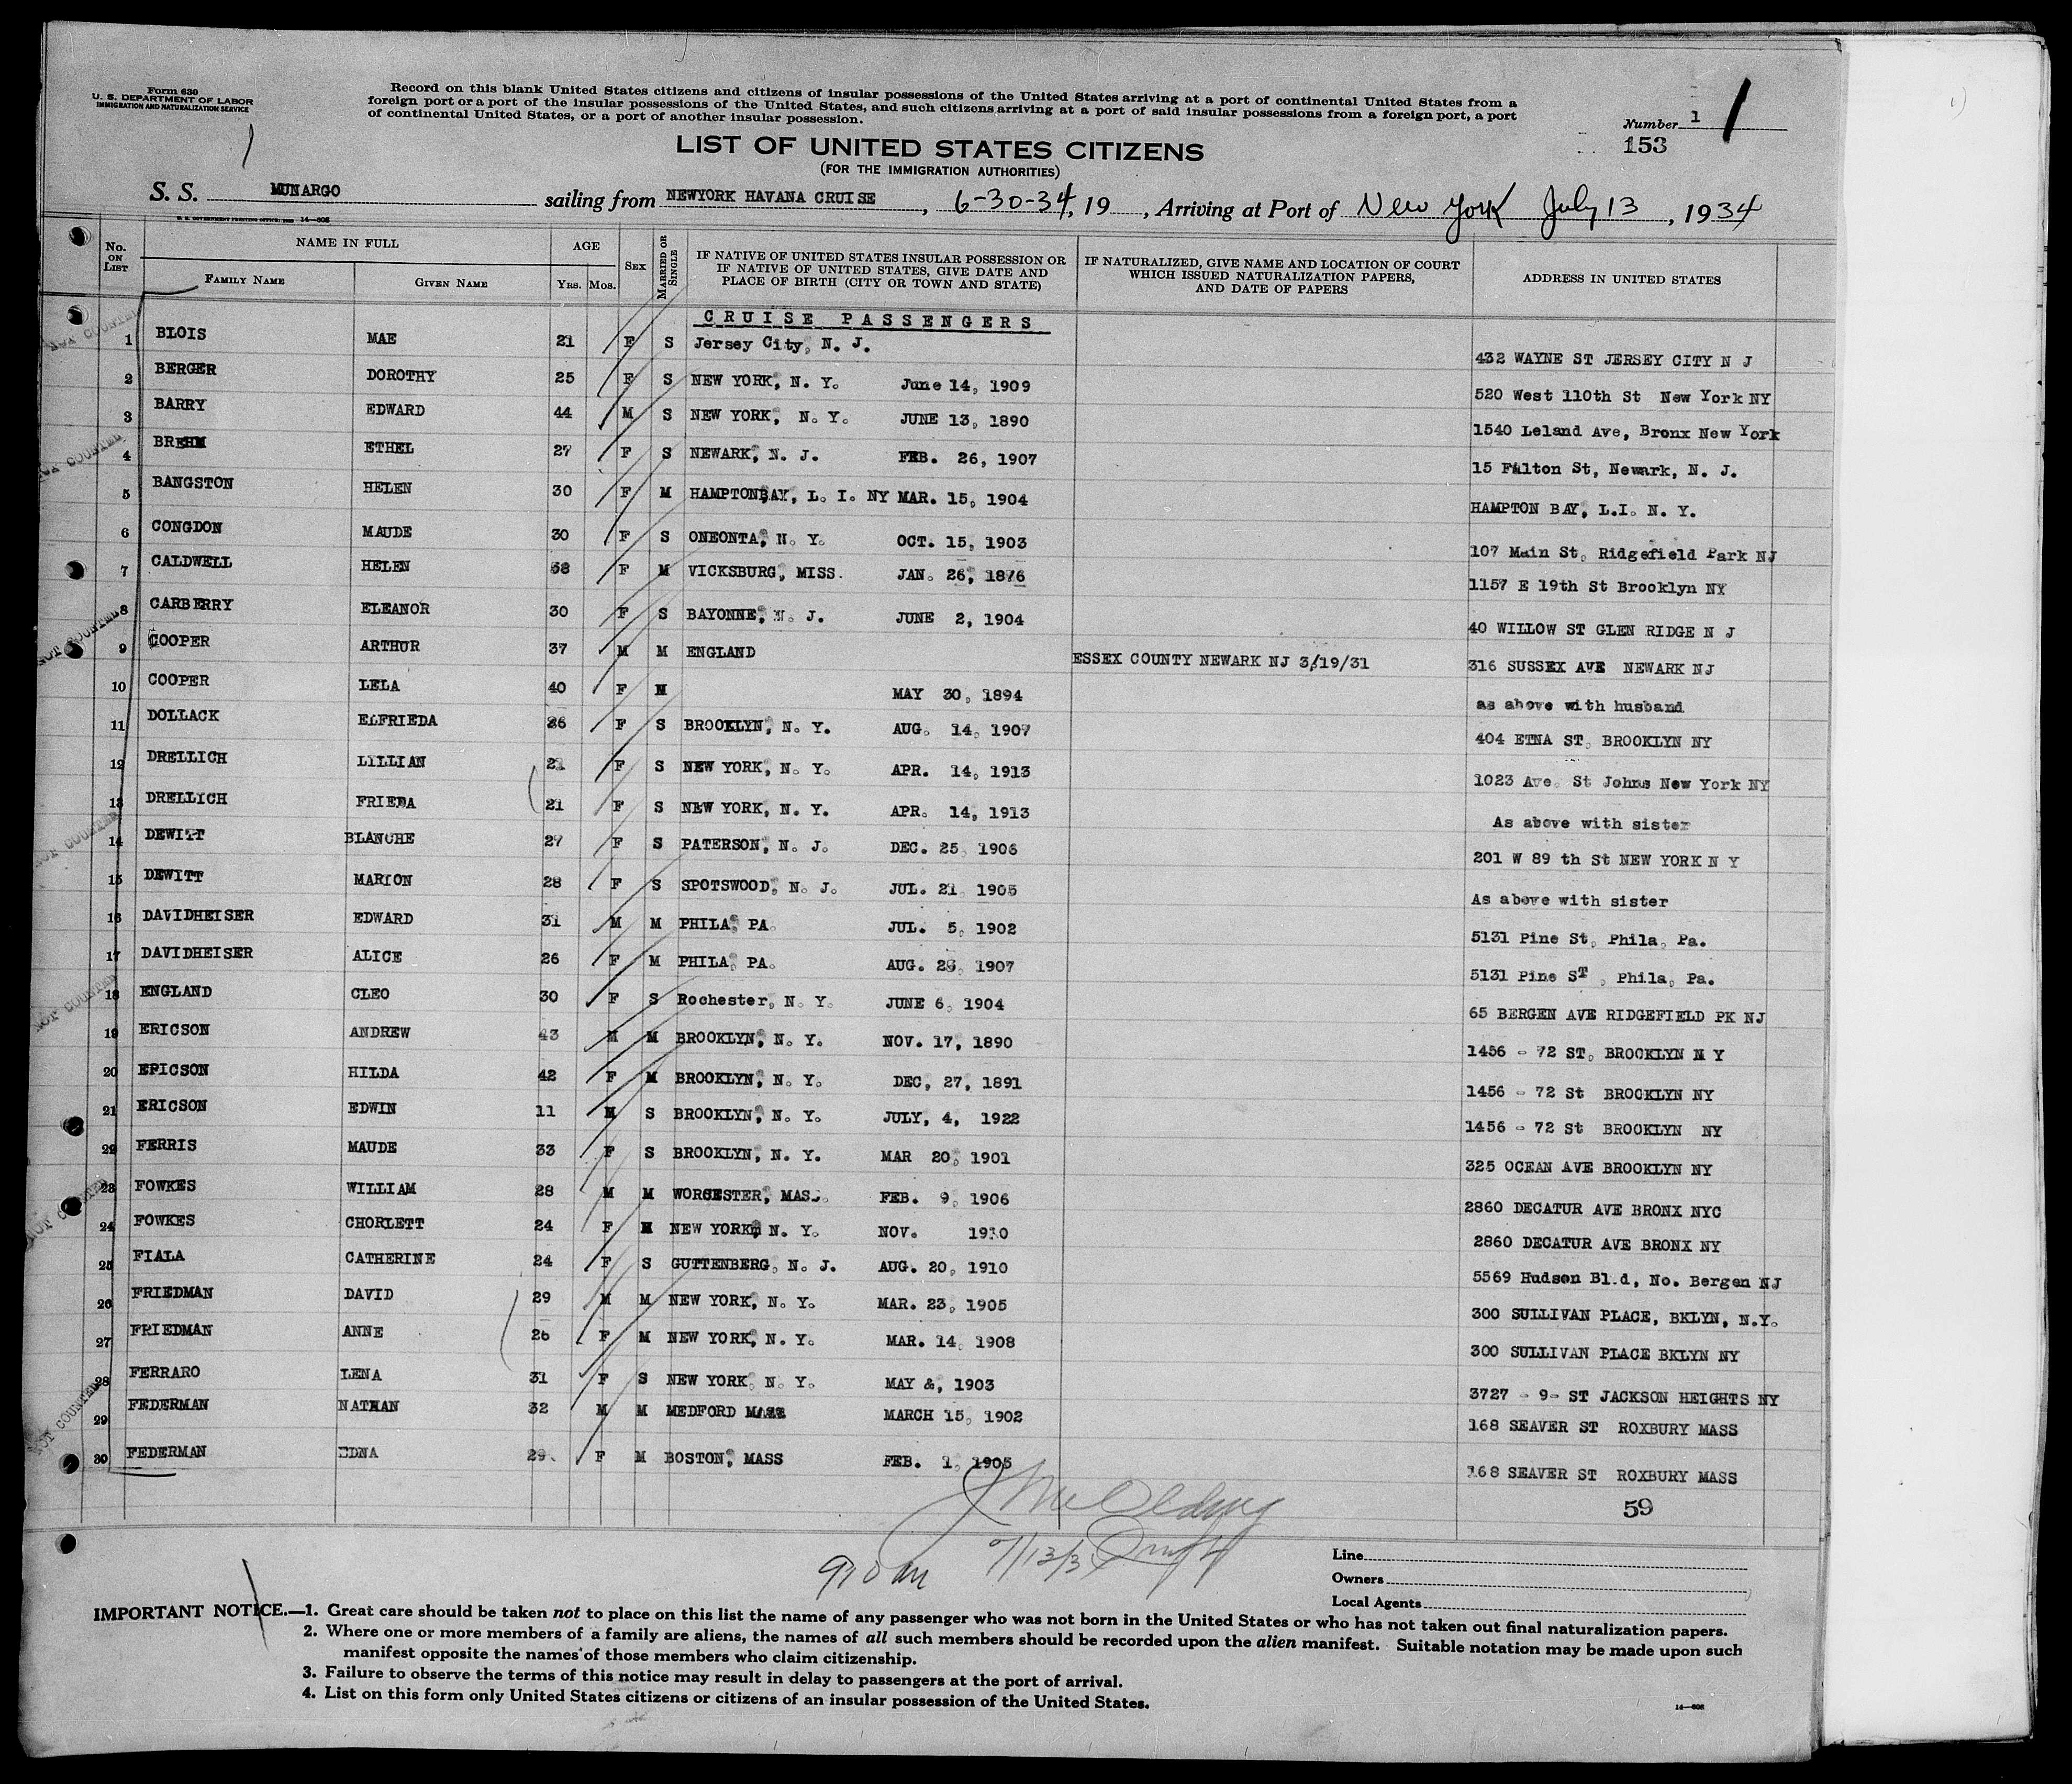 Form 630
U. S. DEPARTMENT OF LABOR
IMMIGRATION AND NATURALIZATION SERVICE
Record on this blank United States citizens and citizens of insular possessions of the United States arriving at a port of continental United States from a
foreign port or a port of the insular possessions of the United States, and such citizens arriving at a port of said insular possessions from a foreign port, a port
of continental United States, or a port of another insular possession.
Number 1 1
153
LIST OF UNITED STATES CITIZENS
(FOR THE IMMIGRATION AUTHORITIES)
S. S. MUNARGO sailing from NEWYORK HAVANA CRUISE, 6-30-34, 19 , Arriving at Port of New York July 13, 1934
No. ON LIST NAME IN FULL AGE SEX MARRIED OR SINGLE IF NATIVE OF UNITED STATES INSULAR POSSESSION OR IF NATIVE OF UNITED STATES, GIVE DATE AND PLACE OF BIRTH (CITY OR TOWN AND STATE) IF NATURALIZED, GIVE NAME AND LOCATION OF COURT WHICH ISSUED NATURALIZATION PAPERS, AND DATE OF PAPERS ADDRESS IN UNITED STATES
FAMILY NAME GIVEN NAME YRS. MOS.
CRUISE PASSENGERS
1 BLOIS MAE 21 F S Jersey City, N. J. 432 WAYNE ST JERSEY CITY N J
2 BERGER DOROTHY 25 F S NEW YORK, N. Y. June 14, 1909 520 West 110th St New York NY
3 BARRY EDWARD 44 M S NEW YORK, N. Y. JUNE 13, 1890 1540 Leland Ave, Bronx New York
4 BREHM ETHEL 27 F S NEWARK, N. J. FEB. 26, 1907 15 Falton St, Newark, N. J.
5 BANGSTON HELEN 30 F M HAMPTONBAY, L. I. NY MAR. 15, 1904 HAMPTON BAY, L.I. N. Y.
6 CONGDON MAUDE 30 F S ONEONTA, N. Y. OCT. 15, 1903 107 Main St, Ridgefield Park NJ
7 CALDWELL HELEN 58 F M VICKSBURG, MISS. JAN. 26, 1876 1157 E 19th St Brooklyn NY
8 CARBERRY ELEANOR 30 F S BAYONNE, N. J. JUNE 2, 1904 40 WILLOW ST GLEN RIDGE N J
9 COOPER ARTHUR 37 M M ENGLAND ESSEX COUNTY NEWARK NJ 3/19/31 316 SUSSEX AVE NEWARK NJ
10 COOPER LELA 40 F M MAY 30, 1894 as above with husband
11 DOLLACK ELFRIEDA 26 F S BROOKLYN, N. Y. AUG. 14, 1907 404 ETNA ST, BROOKLYN NY
12 DRELLICH LILLIAN 21 F S NEW YORK, N. Y. APR. 14, 1913 1023 Ave. St Johns New York NY
13 DRELLICH FRIEDA 21 F S NEW YORK, N. Y. APR. 14, 1913 As above with sister
14 DEWITT BLANCHE 27 F S PATERSON, N. J. DEC. 25, 1906 201 W 89 th St NEW YORK N Y
15 DEWITT MARION 28 F S SPOTSWOOD, N. J. JUL. 21, 1905 As above with sister
16 DAVIDHEISER EDWARD 31 M M PHILA, PA. JUL. 5, 1902 5131 Pine St, Phila, Pa.
17 DAVIDHEISER ALICE 26 F M PHILA, PA. AUG. 1907 5131 Pine ST, Phila, Pa.
18 ENGLAND CLEO 30 F S Rochester, N. Y. JUNE 6, 1904 65 BERGEN AVE RIDGEFIELD PK NJ
19 ERICSON ANDREW 43 M M BROOKLYN, N. Y. NOV. 17, 1890 1456 - 72 ST, BROOKLYN N Y
20 ERICSON HILDA 42 F M BROOKLYN, N. Y. DEC, 27, 1891 1456 - 72 St BROOKLYN NY
21 ERICSON EDWIN 11 M S BROOKLYN, N. Y. JULY, 4, 1922 1456 - 72 St BROOKLYN NY
22 FERRIS MAUDE 33 F S BROOKLYN, N. Y. MAR 20, 1901 325 OCEAN AVE BROOKLYN NY
23 FOWKES WILLIAM 28 M M WORCESTER, MASS. FEB. 9, 1906 2860 DECATUR AVE BRONX NYC
24 FOWKES CHORLETT 24 F M NEW YORK, N. Y. NOV. 1910 2860 DECATUR AVE BRONX NY
25 FIALA CATHERINE 24 F S GUTTENBERG, N. J. AUG. 20, 1910 5569 Hudson Bl.d, No. Bergen NJ
26 FRIEDMAN DAVID 29 M M NEW YORK, N. Y. MAR. 23, 1905 300 SULLIVAN PLACE, BKLYN, N.Y.
27 FRIEDMAN ANNE 26 F M NEW YORK, N. Y. MAR. 14, 1908 300 SULLIVAN PLACE BKLYN NY
28 FERRARO LENA 31 F S NEW YORK, N. Y. MAY &, 1903 3727 - 9- ST JACKSON HEIGHTS NY
29 FEDERMAN NATHAN 32 M M MEDFORD MASS MARCH 15, 1902 168 SEAVER ST ROXBURY MASS
30 FEDERMAN EDNA 29. F M BOSTON, MASS FEB. 1, 1905 168 SEAVER ST ROXBURY MASS
NOT COUNTED
59
930 am 7/13/34
Line
Owners
Local Agents
IMPORTANT NOTICE.—1. Great care should be taken not to place on this list the name of any passenger who was not born in the United States or who has not taken out final naturalization papers.
2. Where one or more members of a family are aliens, the names of all such members should be recorded upon the alien manifest. Suitable notation may be made upon such
manifest opposite the names of those members who claim citizenship.
3. Failure to observe the terms of this notice may result in delay to passengers at the port of arrival.
4. List on this form only United States citizens or citizens of an insular possession of the United States.
14—608